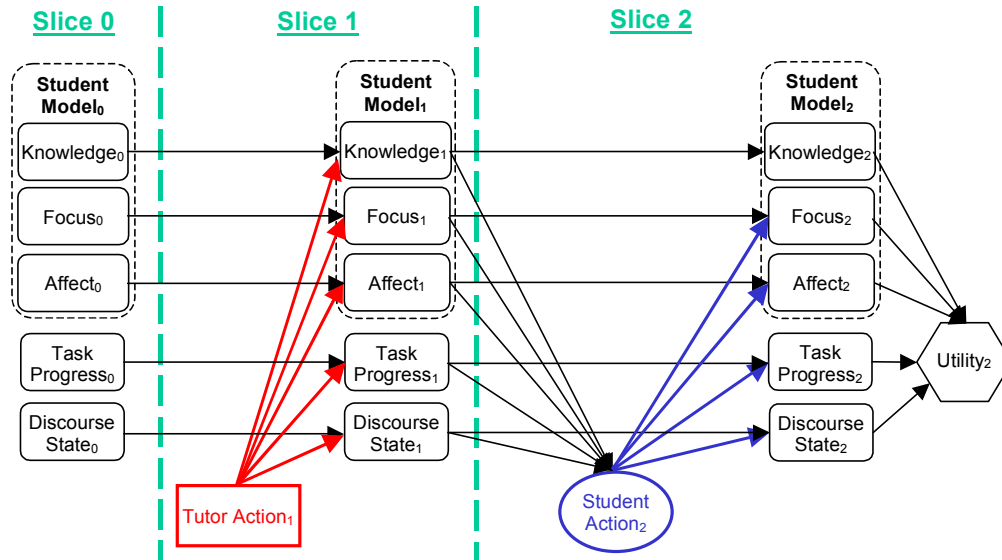 Slice 0
Slice 1
Slice 2
Student
Model₀
Student
Model₁
Student
Model₂
Knowledge₀
Knowledge₁
Knowledge₂
Focus₀
Focus₁
Focus₂
Affect₀
Affect₁
Affect₂
Task
Progress₀
Task
Progress₁
Task
Progress₂
Utility₂
Discourse
State₀
Discourse
State₁
Discourse
State₂
Tutor Action₁
Student
Action₂